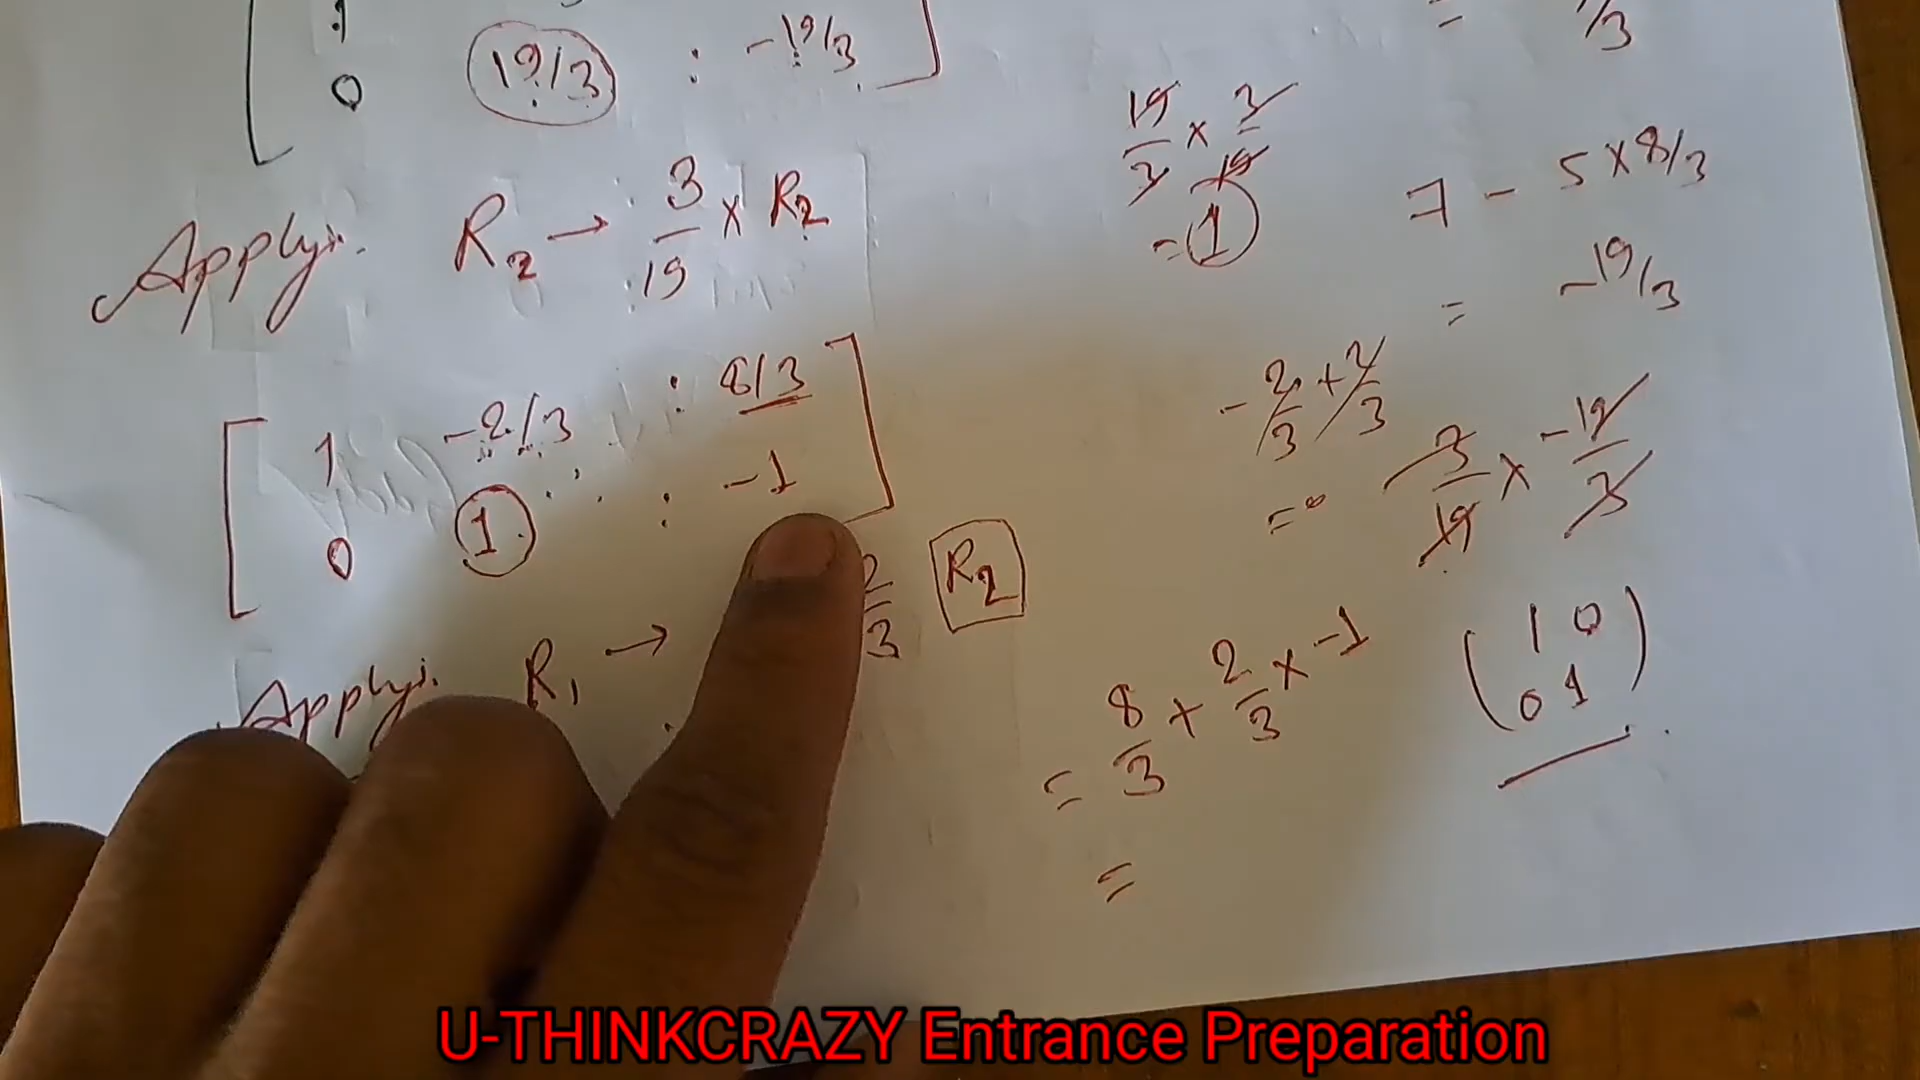 0 19/3 : -19/3
Apply: R₂ → 3/19 × R₂
1 -2/3 : 8/3
0 1 : -1
Apply: R₁ → 2/3 R₂
= /3
19/3 × 3/19
= 1
7 - 5 × 8/3
= -19/3
- 2/3 + 2/3
= 0
3/19 × -19/3
= 8/3 + 2/3 × -1
=
1 0
0 1
U-THINKCRAZY Entrance Preparation